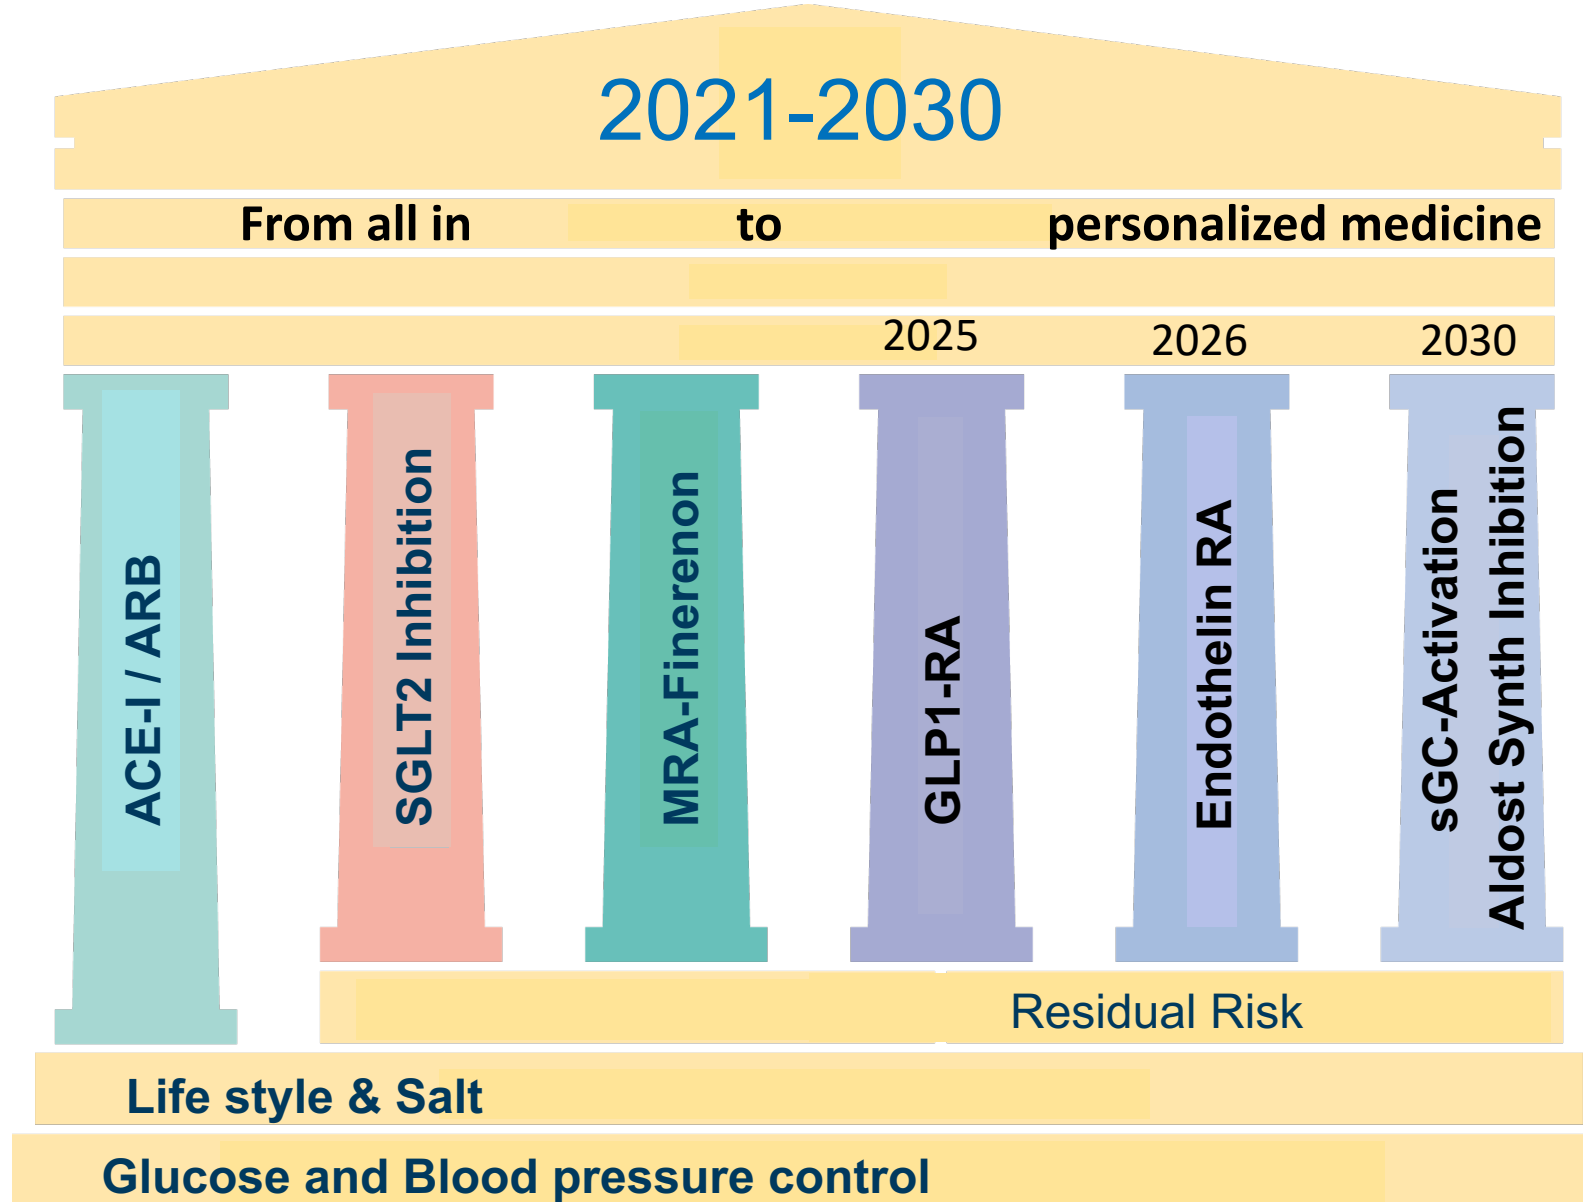 2021-2030
From all in to personalized medicine
2025 2026 2030
ACE-I / ARB
SGLT2 Inhibition
MRA-Finerenon
GLP1-RA
Endothelin RA
sGC-Activation
Aldost Synth Inhibition
Residual Risk
Life style & Salt
Glucose and Blood pressure control